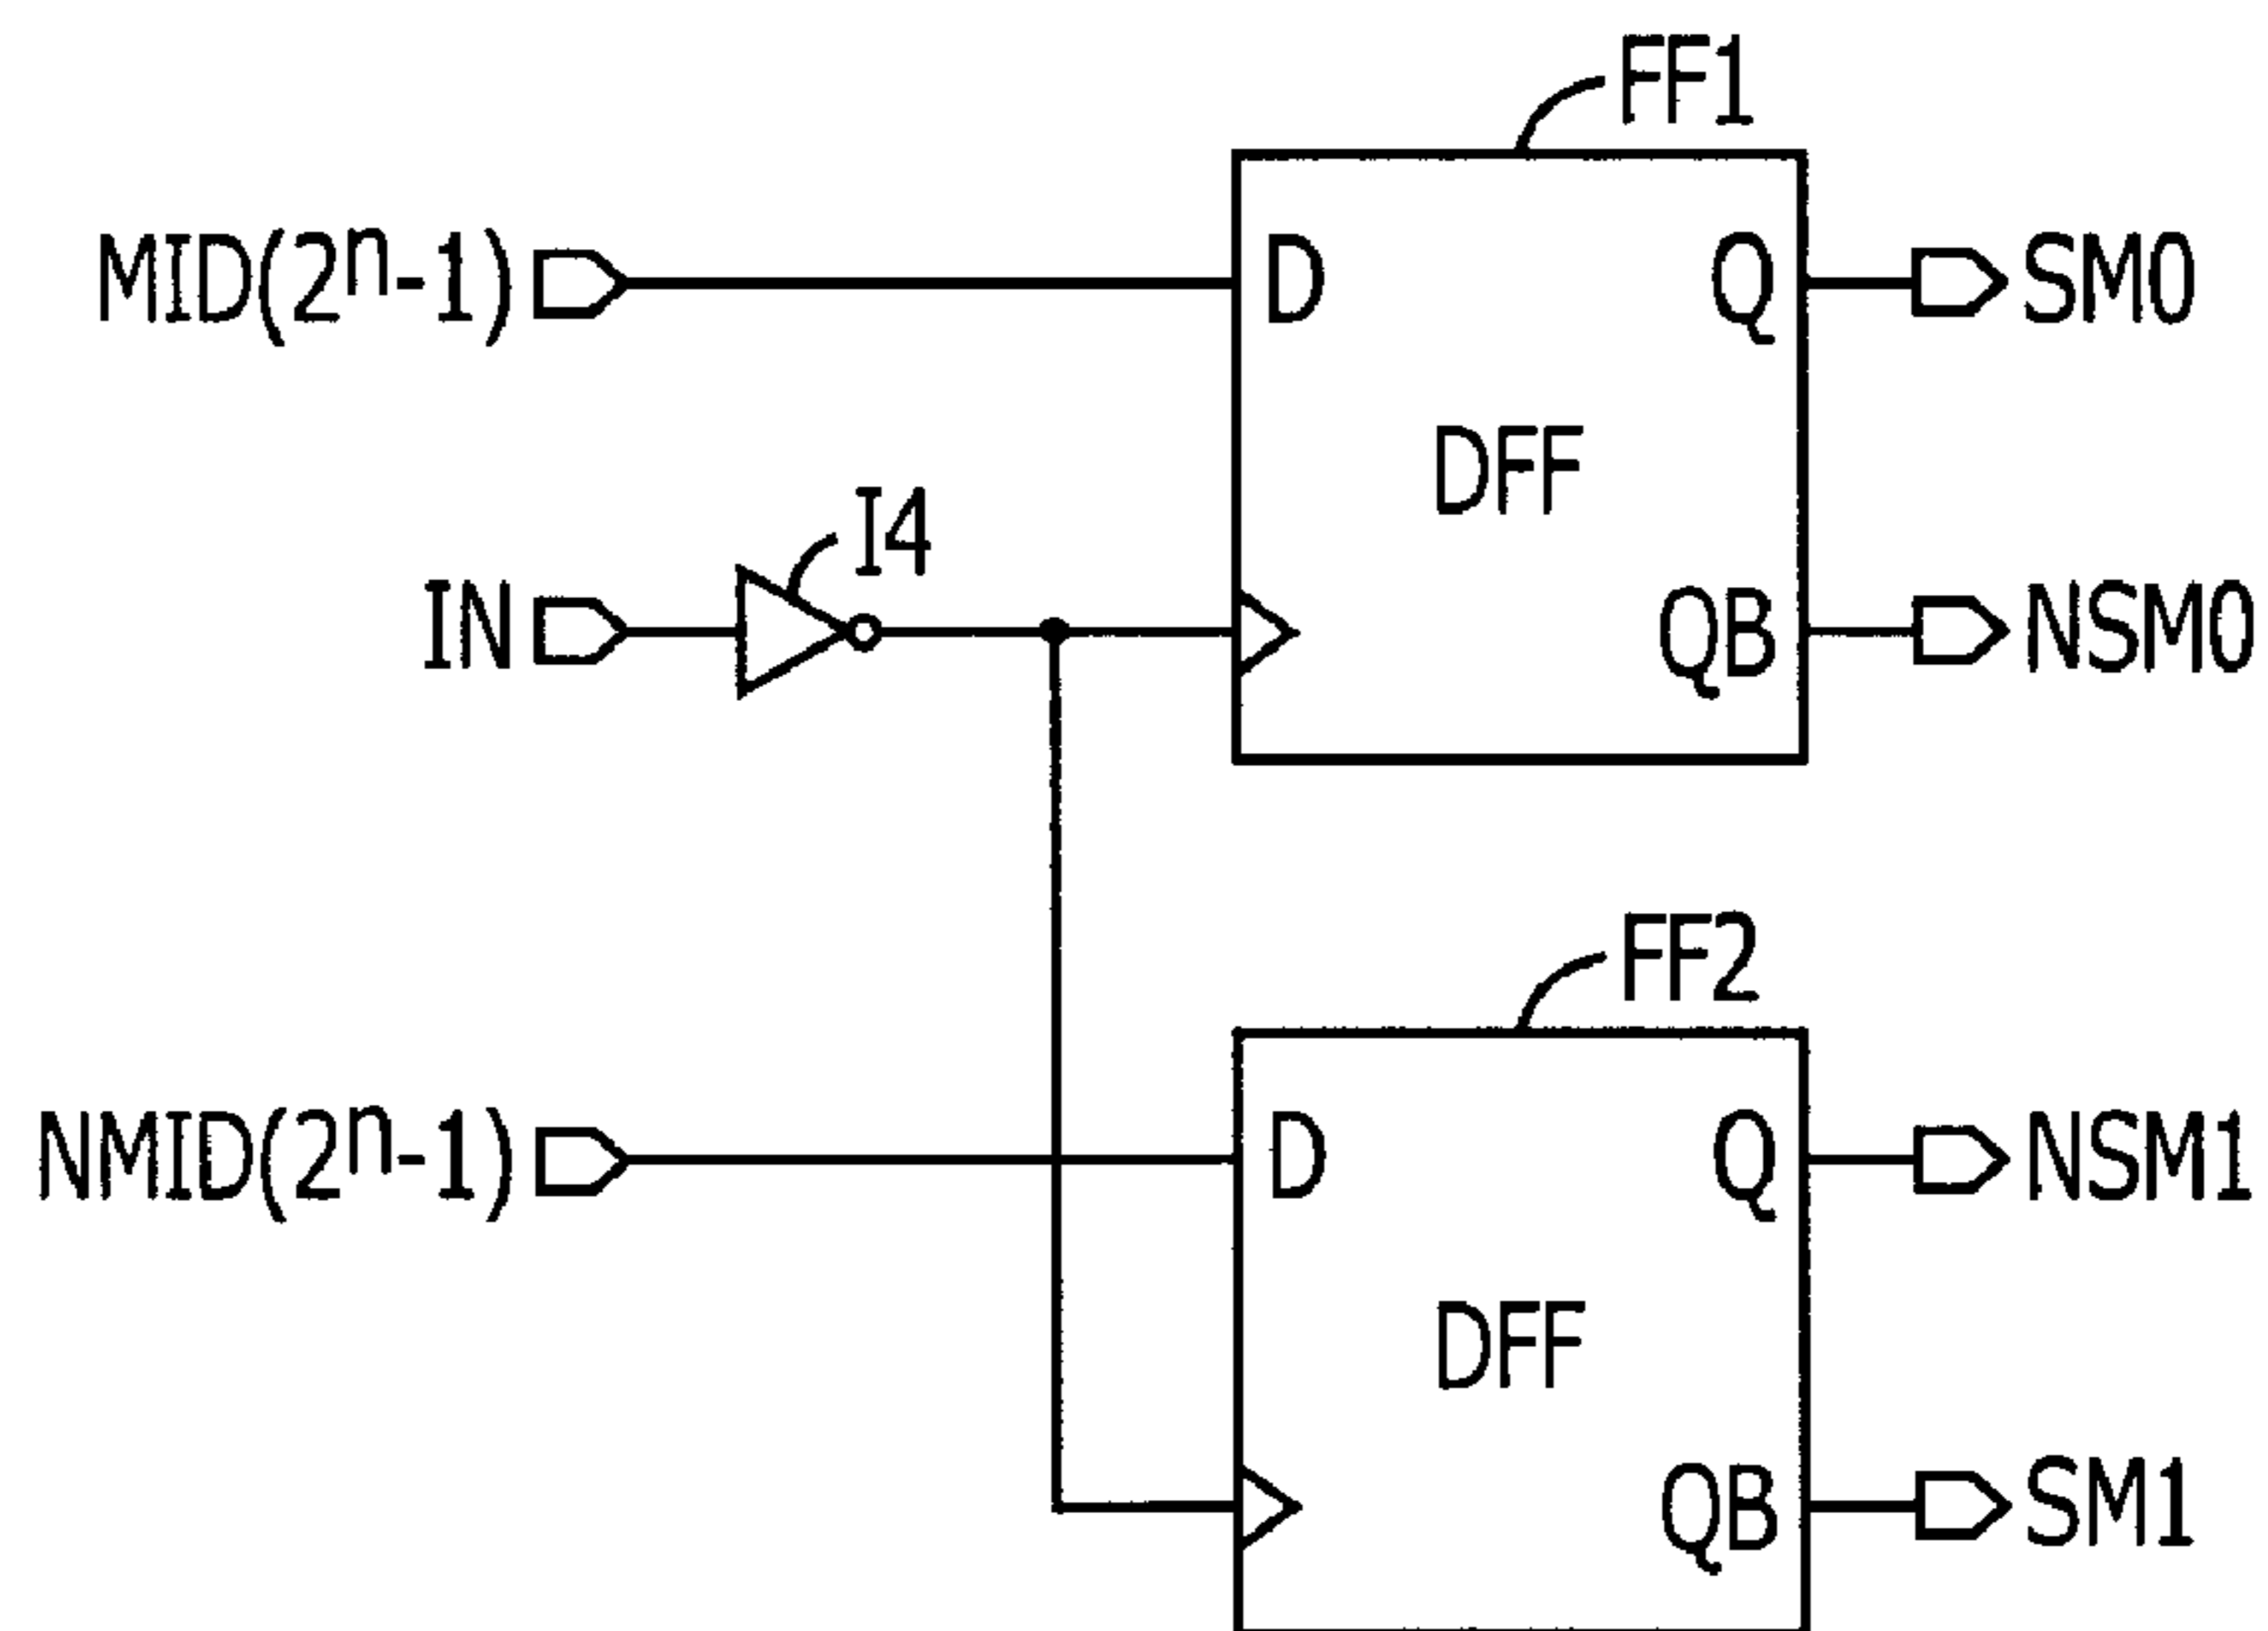 FF1
MID(2ⁿ-1)
D
Q
SM0
DFF
I4
IN
QB
NSM0
FF2
NMID(2ⁿ-1)
D
Q
NSM1
DFF
QB
SM1